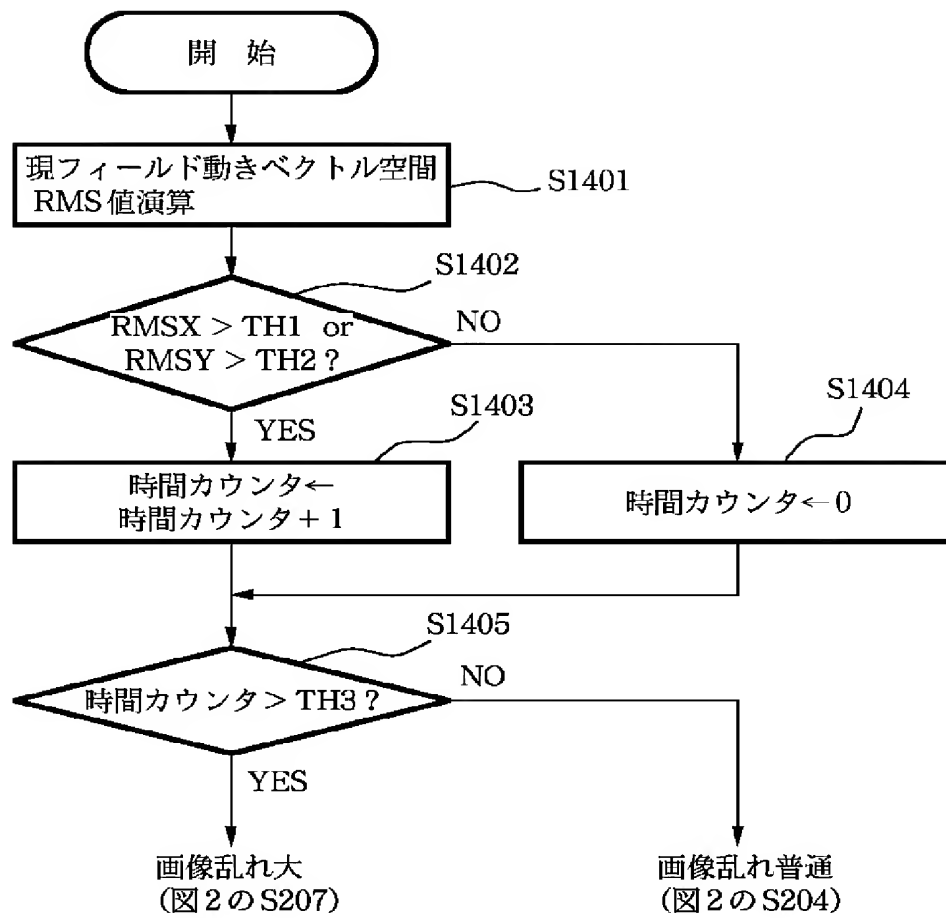 開 始
現フィールド動きベクトル空間
RMS値演算
S1401
S1402
RMSX > TH1 or
RMSY > TH2 ?
NO
YES
S1403
時間カウンタ←
時間カウンタ+1
S1404
時間カウンタ←0
S1405
時間カウンタ> TH3 ?
NO
YES
画像乱れ大
(図2のS207)
画像乱れ普通
(図2のS204)